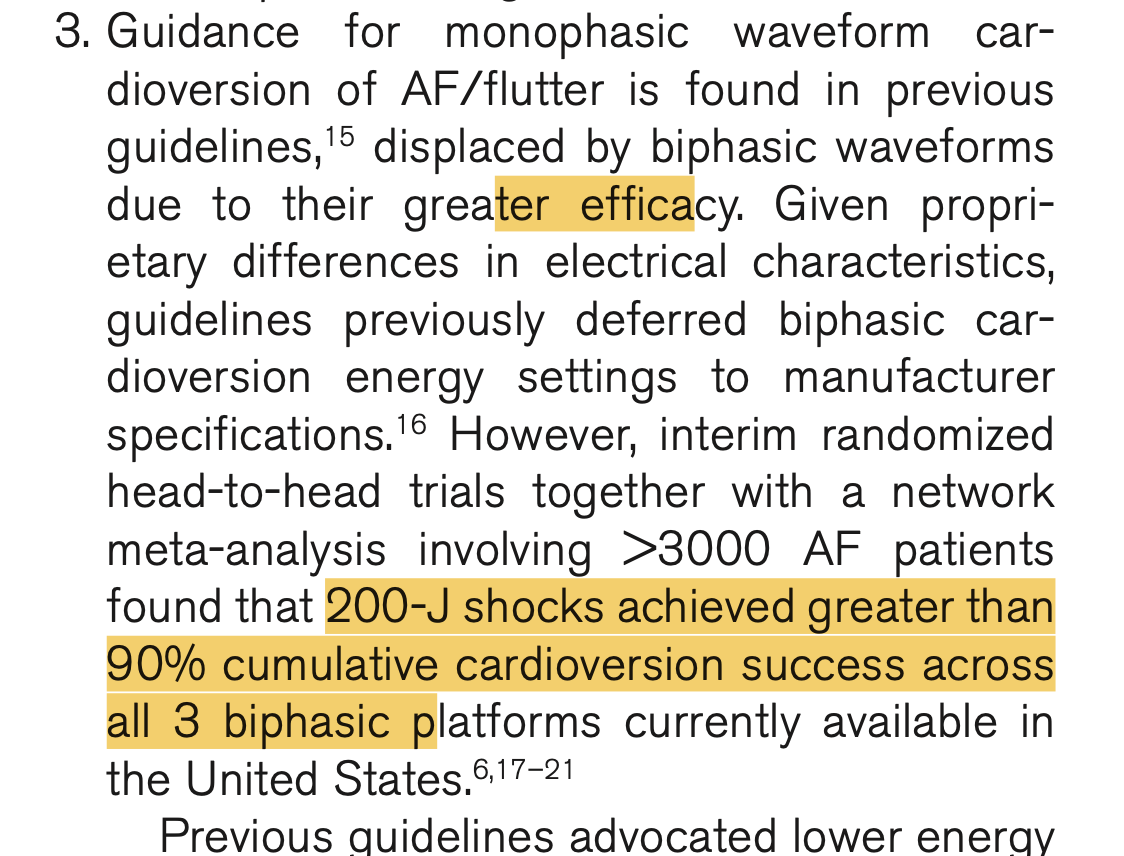 3. Guidance for monophasic waveform car-
dioversion of AF/flutter is found in previous
guidelines,15 displaced by biphasic waveforms
due to their greater efficacy. Given propri-
etary differences in electrical characteristics,
guidelines previously deferred biphasic car-
dioversion energy settings to manufacturer
specifications.16 However, interim randomized
head-to-head trials together with a network
meta-analysis involving >3000 AF patients
found that 200-J shocks achieved greater than
90% cumulative cardioversion success across
all 3 biphasic platforms currently available in
the United States.6,17–21
Previous guidelines advocated lower energy